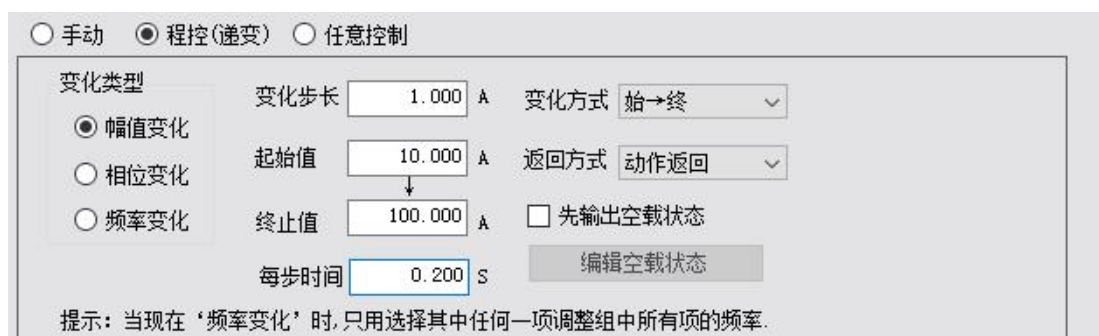 手动 程控(递变) 任意控制
变化类型
幅值变化
相位变化
频率变化
变化步长 1.000 A 变化方式 始→终
起始值 10.000 A 返回方式 动作返回
↓
终止值 100.000 A 先输出空载状态
每步时间 0.200 S 编辑空载状态
提示：当现在‘频率变化’时,只用选择其中任何一项调整组中所有项的频率.